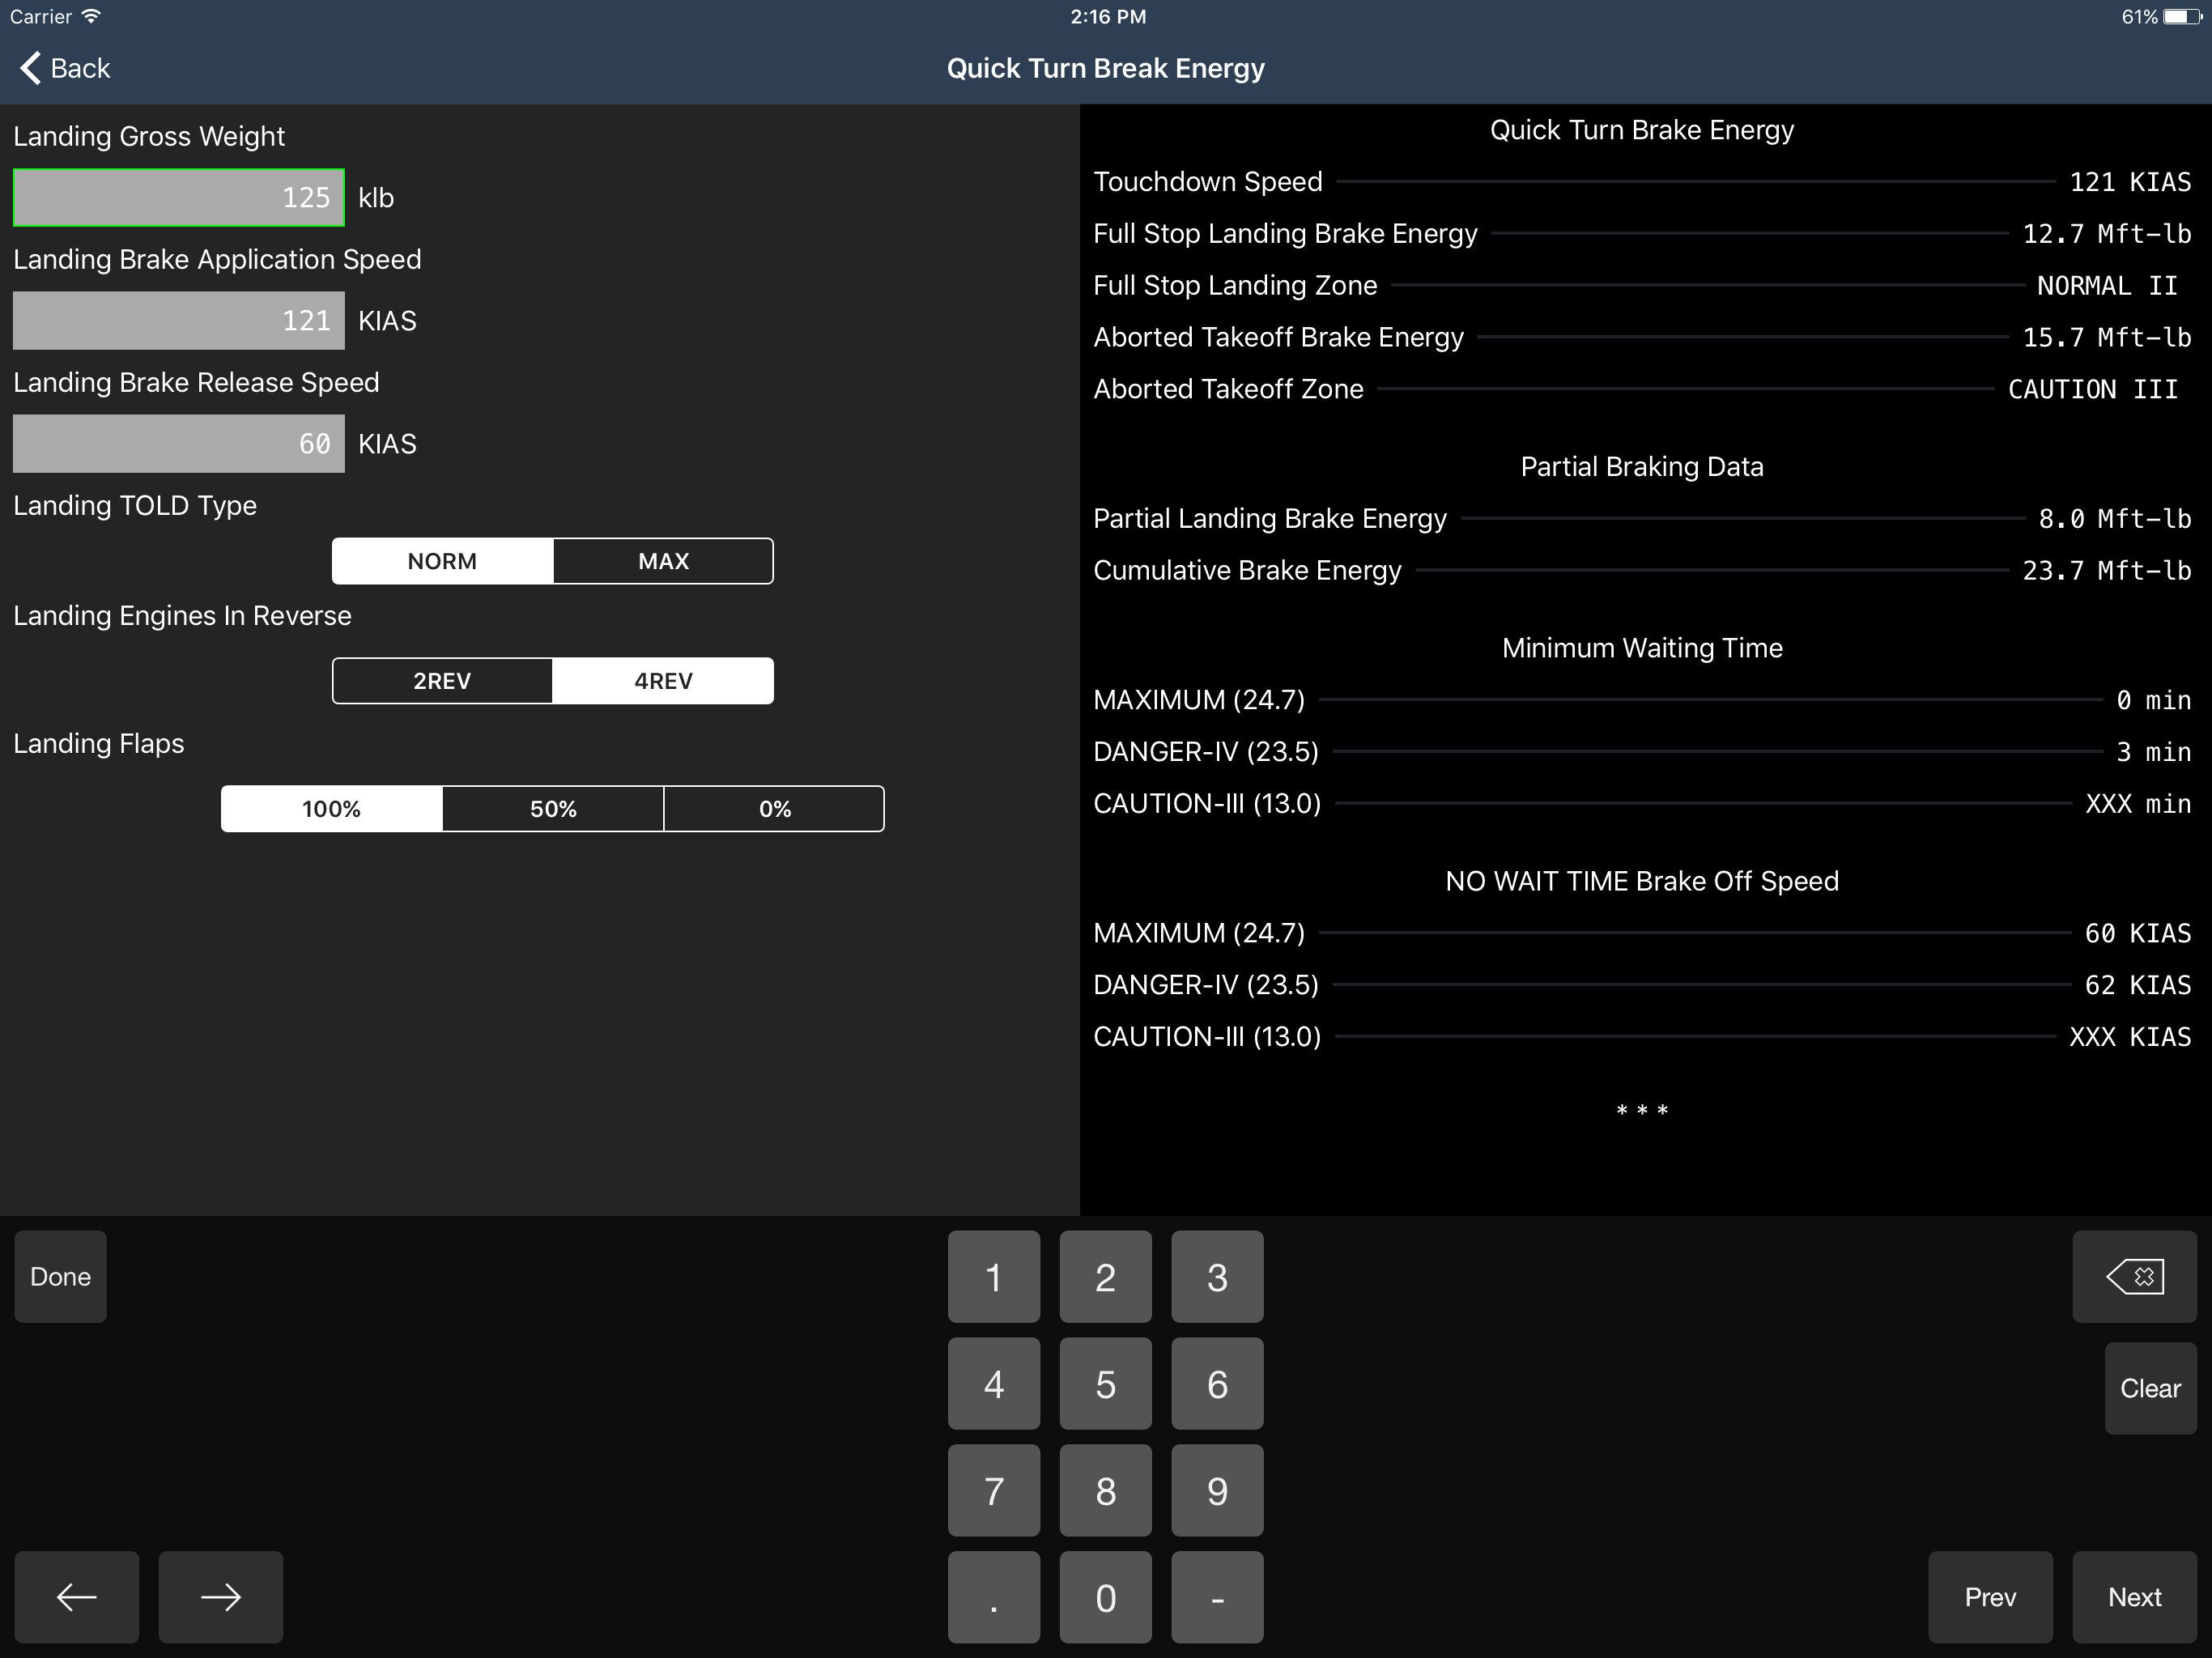 Carrier 2:16 PM 61%
Back Quick Turn Break Energy
Landing Gross Weight
125 klb
Landing Brake Application Speed
121 KIAS
Landing Brake Release Speed
60 KIAS
Landing TOLD Type
NORM MAX
Landing Engines In Reverse
2REV 4REV
Landing Flaps
100% 50% 0%
Quick Turn Brake Energy
Touchdown Speed 121 KIAS
Full Stop Landing Brake Energy 12.7 Mft-lb
Full Stop Landing Zone NORMAL II
Aborted Takeoff Brake Energy 15.7 Mft-lb
Aborted Takeoff Zone CAUTION III
Partial Braking Data
Partial Landing Brake Energy 8.0 Mft-lb
Cumulative Brake Energy 23.7 Mft-lb
Minimum Waiting Time
MAXIMUM (24.7) 0 min
DANGER-IV (23.5) 3 min
CAUTION-III (13.0) XXX min
NO WAIT TIME Brake Off Speed
MAXIMUM (24.7) 60 KIAS
DANGER-IV (23.5) 62 KIAS
CAUTION-III (13.0) XXX KIAS
* * *
Done 1 2 3
4 5 6 Clear
7 8 9
← → . 0 - Prev Next